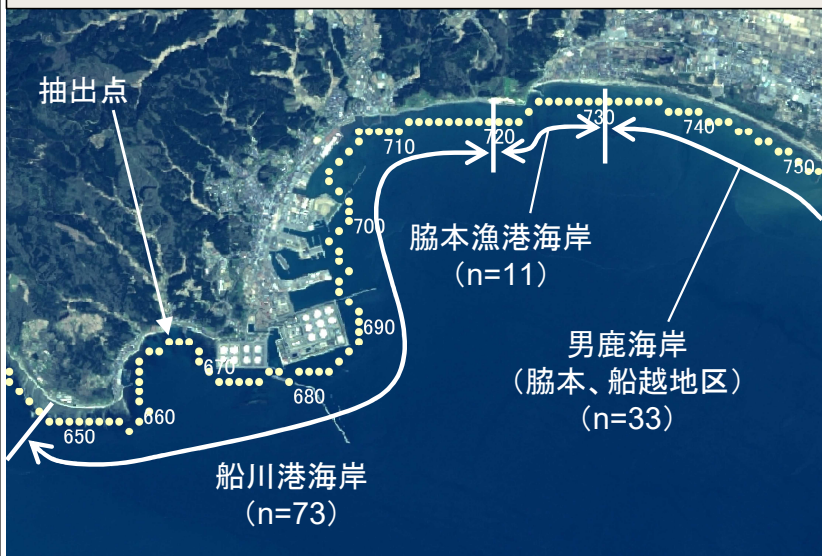 抽出点
710
720
730
740
750
700
脇本漁港海岸
（n=11）
690
男鹿海岸
（脇本、船越地区）
（n=33）
670
680
650
660
船川港海岸
（n=73）